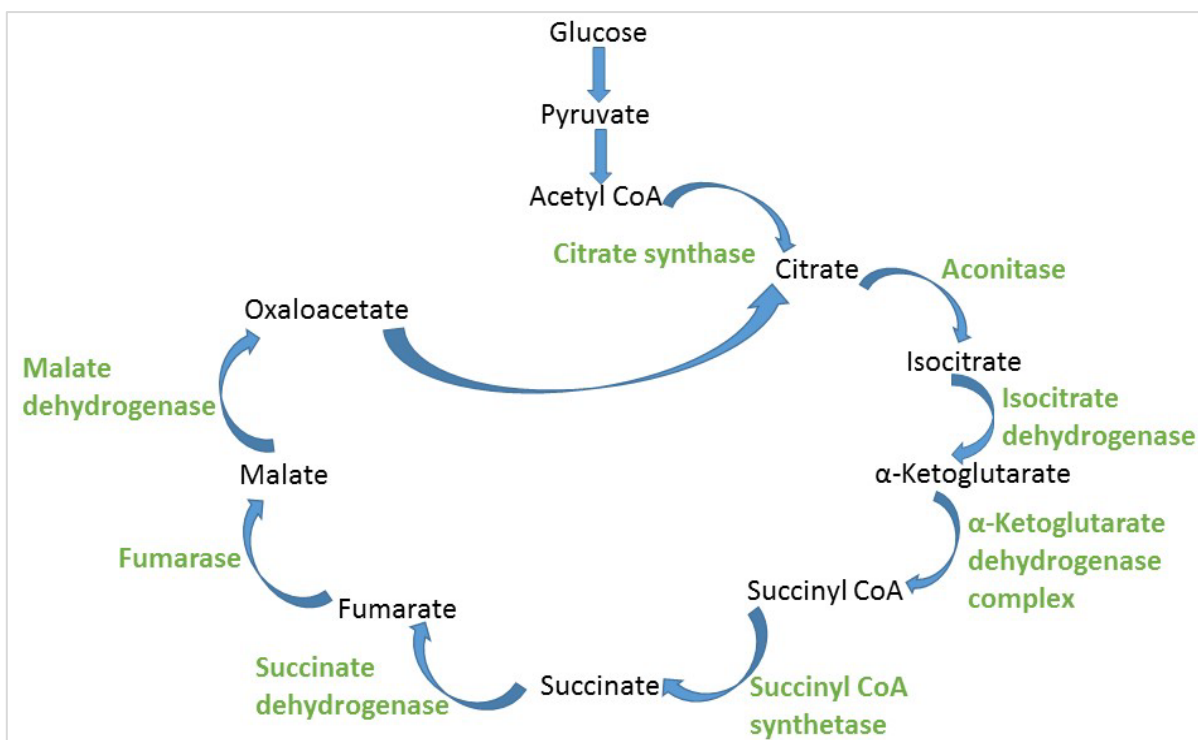 Glucose
Pyruvate
Acetyl CoA
Citrate synthase
Citrate
Aconitase
Oxaloacetate
Isocitrate
Malate
dehydrogenase
Isocitrate
dehydrogenase
Malate
α-Ketoglutarate
Fumarase
α-Ketoglutarate
dehydrogenase
complex
Succinyl CoA
Fumarate
Succinate
dehydrogenase
Succinate
Succinyl CoA
synthetase